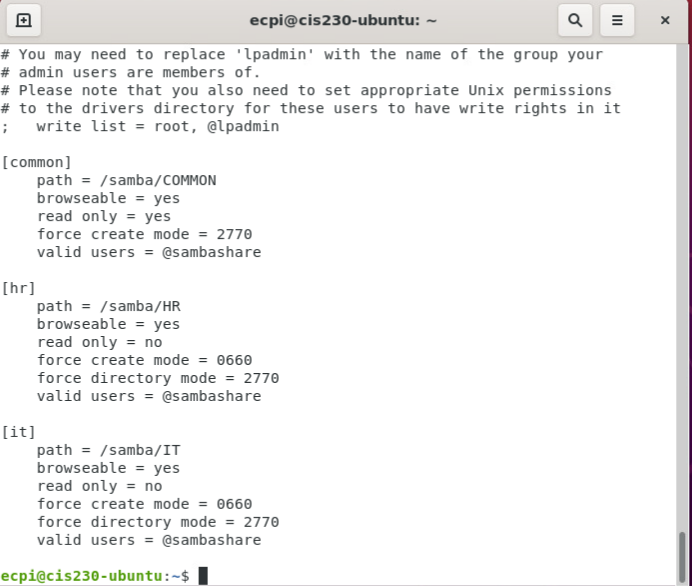 ecpi@cis230-ubuntu: ~
# You may need to replace 'lpadmin' with the name of the group your
# admin users are members of.
# Please note that you also need to set appropriate Unix permissions
# to the drivers directory for these users to have write rights in it
;   write list = root, @lpadmin

[common]
    path = /samba/COMMON
    browseable = yes
    read only = yes
    force create mode = 2770
    valid users = @sambashare

[hr]
    path = /samba/HR
    browseable = yes
    read only = no
    force create mode = 0660
    force directory mode = 2770
    valid users = @sambashare

[it]
    path = /samba/IT
    browseable = yes
    read only = no
    force create mode = 0660
    force directory mode = 2770
    valid users = @sambashare

ecpi@cis230-ubuntu:~$